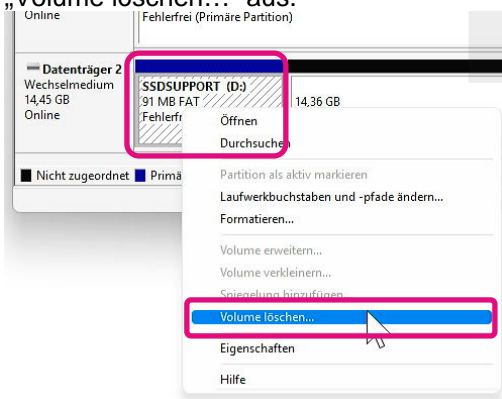 „Volume löschen…“ aus.
Online
Fehlerfrei (Primäre Partition)
Datenträger 2
Wechselmedium
14,45 GB
Online
SSDSUPPORT (D:)
91 MB FAT
14,36 GB
Nicht zugeordnet
Öffnen
Durchsuchen
Partition als aktiv markieren
Laufwerkbuchstaben und -pfade ändern...
Formatieren...
Volume erweitern...
Volume verkleinern...
Spiegelung hinzufügen...
Volume löschen...
Eigenschaften
Hilfe